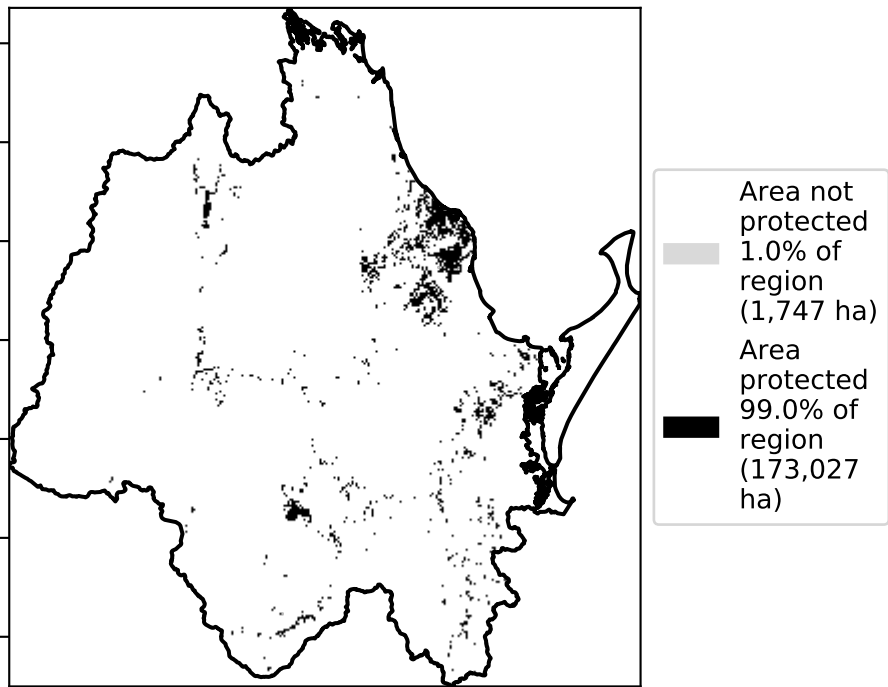 Area not
protected
1.0% of
region
(1,747 ha)
Area
protected
99.0% of
region
(173,027
ha)